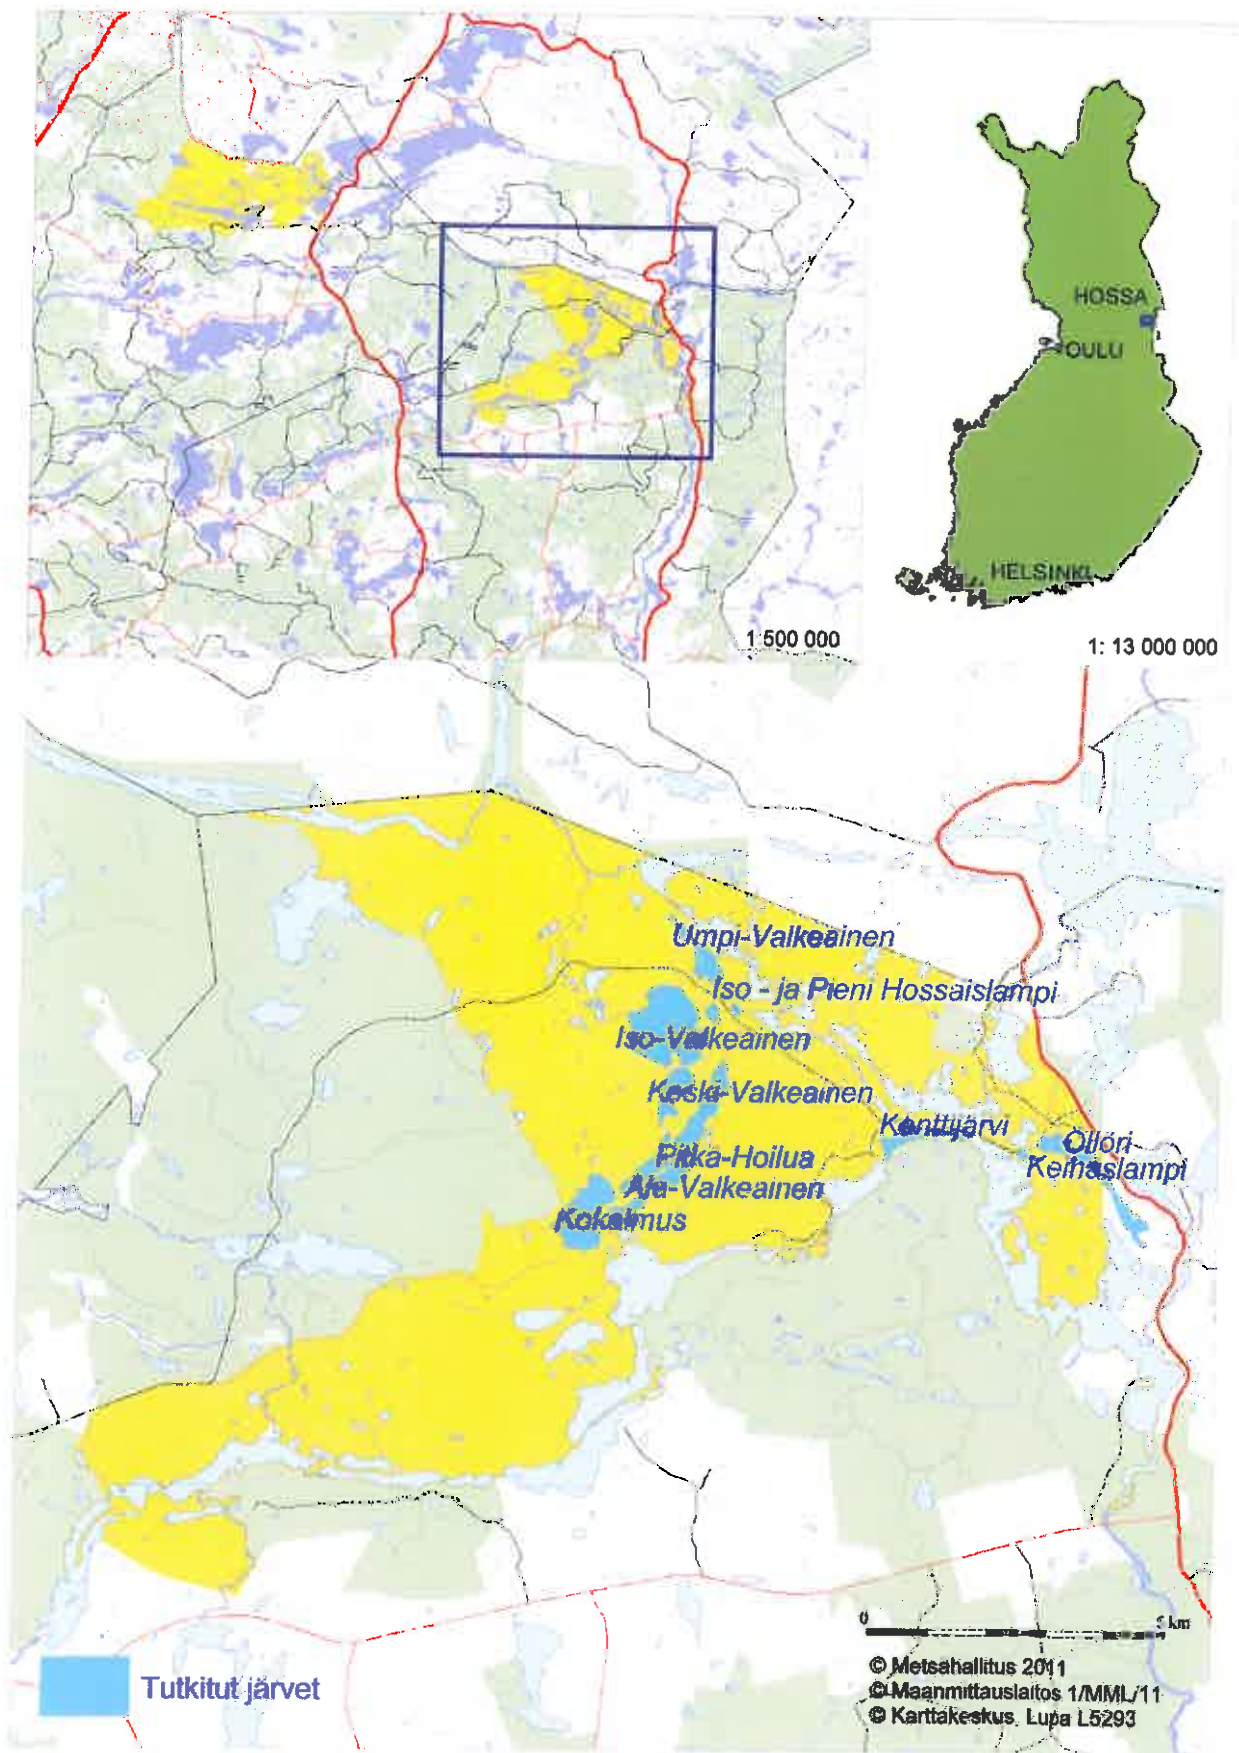 HOSSA
OULU
HELSINKI
1:500 000
1: 13 000 000
Umpi-Valkeainen
Iso - ja Pieni Hossaislampi
Iso-Valkeainen
Keski-Valkeainen
Kenttijärvi
Öllöri-
Keihäslampi
Pitkä-Hoilua
Ala-Valkeainen
Kokalmus
0 5 km
Tutkitut järvet
© Metsähallitus 2011
© Maanmittauslaitos 1/MML/11
© Karttakeskus, Lupa L5293